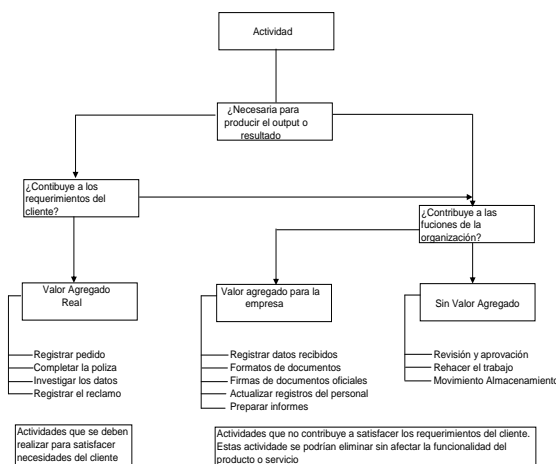 Actividad
¿Necesaria para
producir el output o
resultado
¿Contibuye a los
requerimientos del
cliente?
¿Contribuye a las
fuciones de la
organización?
Valor Agregado
Real
Valor agregado para la
empresa
Sin Valor Agregado
Registrar pedido
Completar la poliza
Investigar los datos
Registrar el reclamo
Registrar datos recibidos
Formatos de documentos
Firmas de documentos oficiales
Actualizar registros del personal
Preparar informes
Revisión y aprovación
Rehacer el trabajo
Movimiento Almacenamiento
Actividades que se deben
realizar para satisfacer
necesidades del cliente
Actividades que no contribuye a satisfacer los requerimientos del cliente.
Estas actividade se podrían eliminar sin afectar la funcionalidad del
producto o servicio